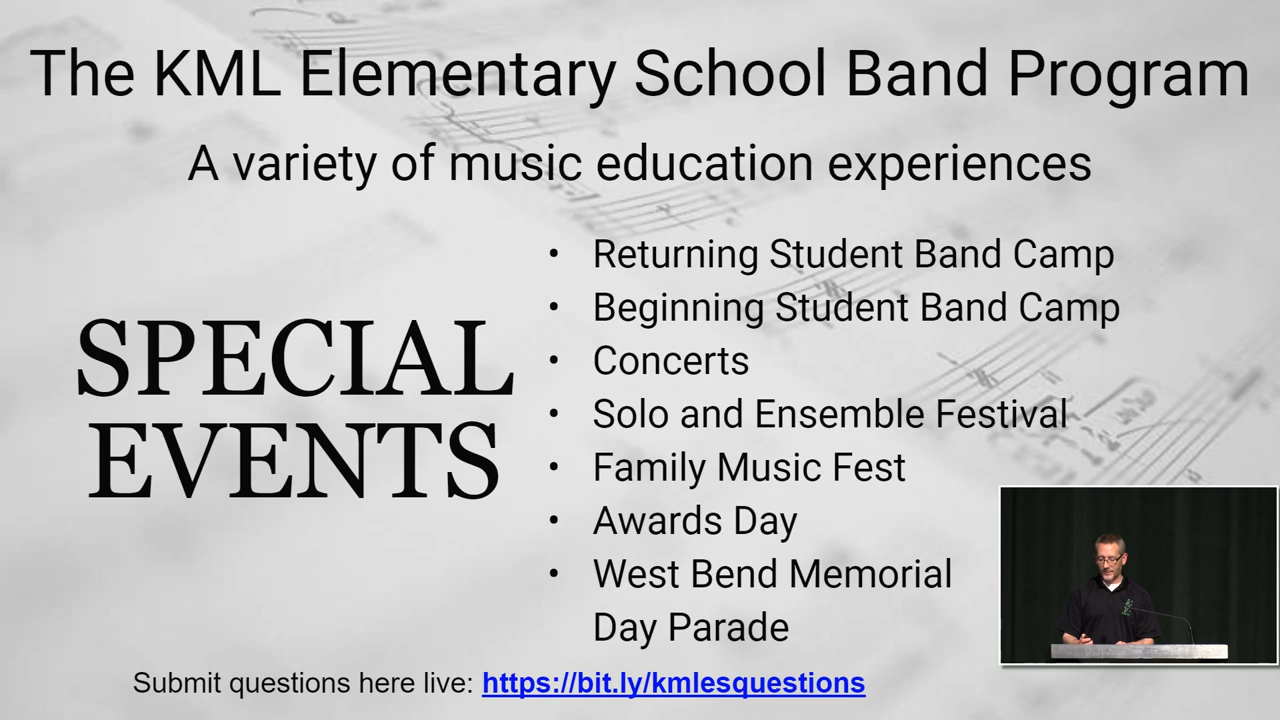 The KML Elementary School Band Program
A variety of music education experiences
SPECIAL
EVENTS
• Returning Student Band Camp
• Beginning Student Band Camp
• Concerts
• Solo and Ensemble Festival
• Family Music Fest
• Awards Day
• West Bend Memorial
Day Parade
Submit questions here live: https://bit.ly/kmlesquestions